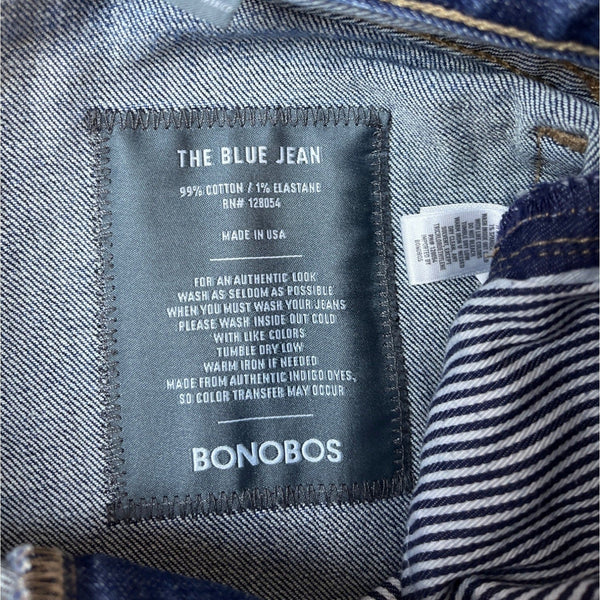 THE BLUE JEAN
99% COTTON / 1% ELASTANE
RN# 128054
MADE IN USA
FOR AN AUTHENTIC LOOK
WASH AS SELDOM AS POSSIBLE
WHEN YOU MUST WASH YOUR JEANS
PLEASE WASH INSIDE OUT COLD
WITH LIKE COLORS
TUMBLE DRY LOW
WARM IRON IF NEEDED
MADE FROM AUTHENTIC INDIGO DYES,
SO COLOR TRANSFER MAY OCCUR
BONOBOS